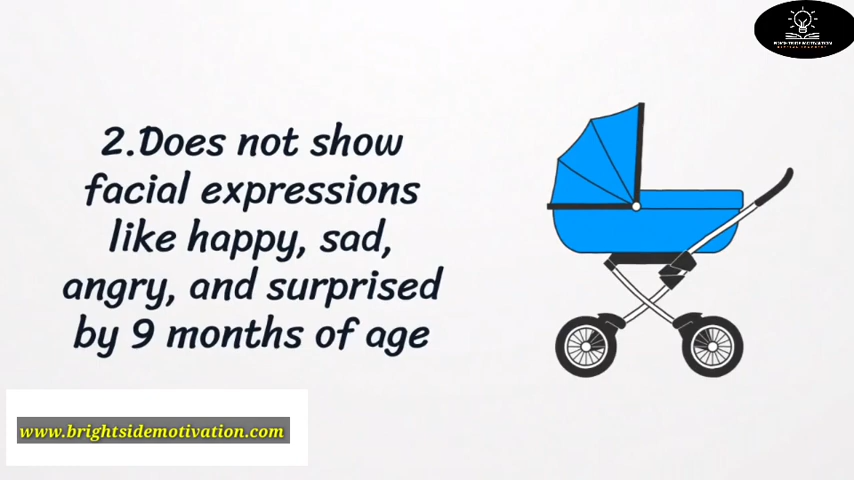 2.Does not show
facial expressions
like happy, sad,
angry, and surprised
by 9 months of age
www.brightsidemotivation.com